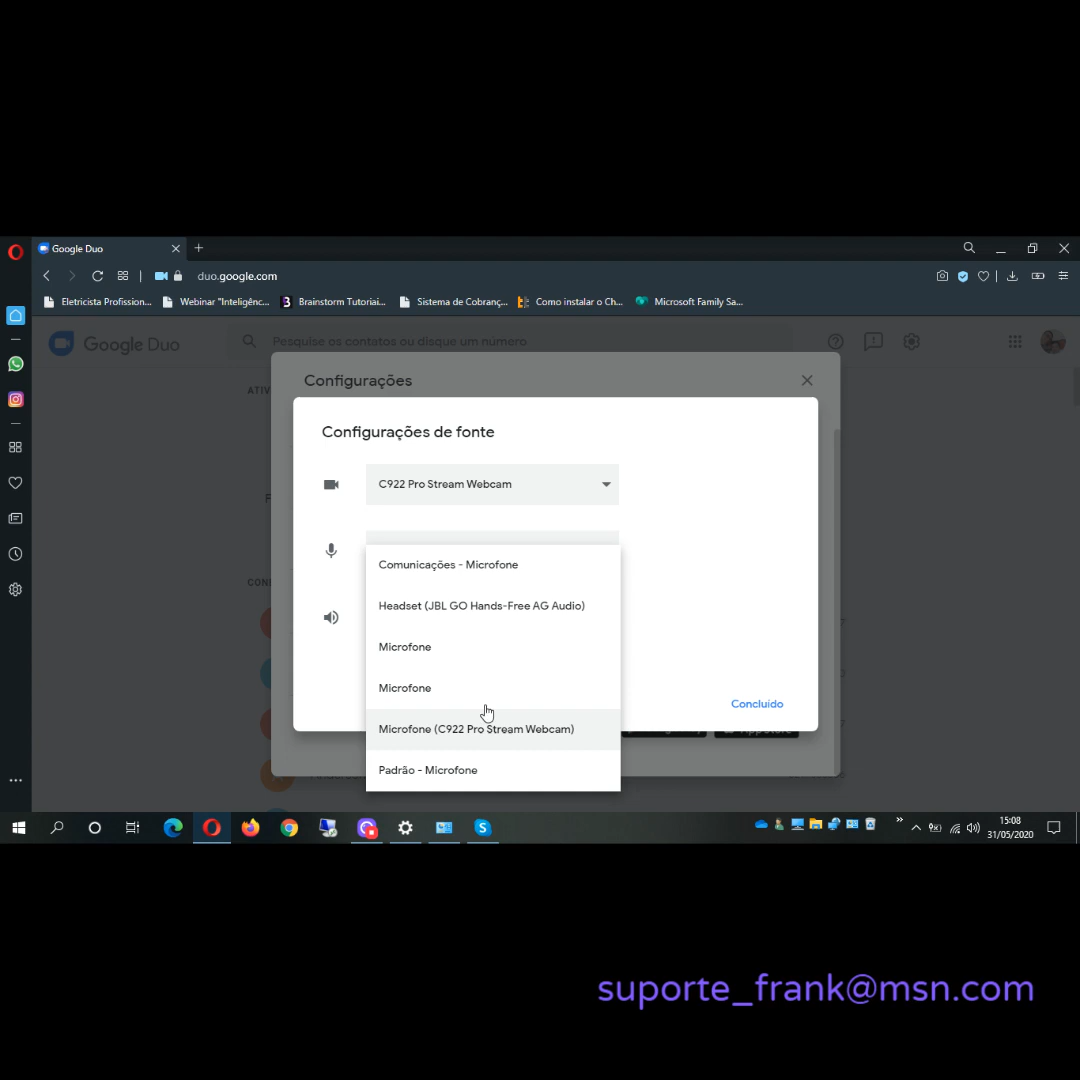 Google Duo
duo.google.com
Eletricista Profission...
Webinar "Inteligênc...
Brainstorm Tutoriai...
Sistema de Cobranç...
Como instalar o Ch...
Microsoft Family Sa...
Google Duo
Pesquise os contatos ou disque um número
ATIV
Configurações
Configurações de fonte
C922 Pro Stream Webcam
Comunicações - Microfone
CON
Headset (JBL GO Hands-Free AG Audio)
Microfone
Microfone
Concluído
Microfone (C922 Pro Stream Webcam)
Padrão - Microfone
15:08
31/05/2020
suporte_frank@msn.com